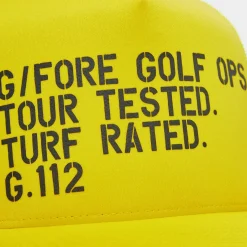 G/FORE GOLF OPS
TOUR TESTED.
TURF RATED.
G.112